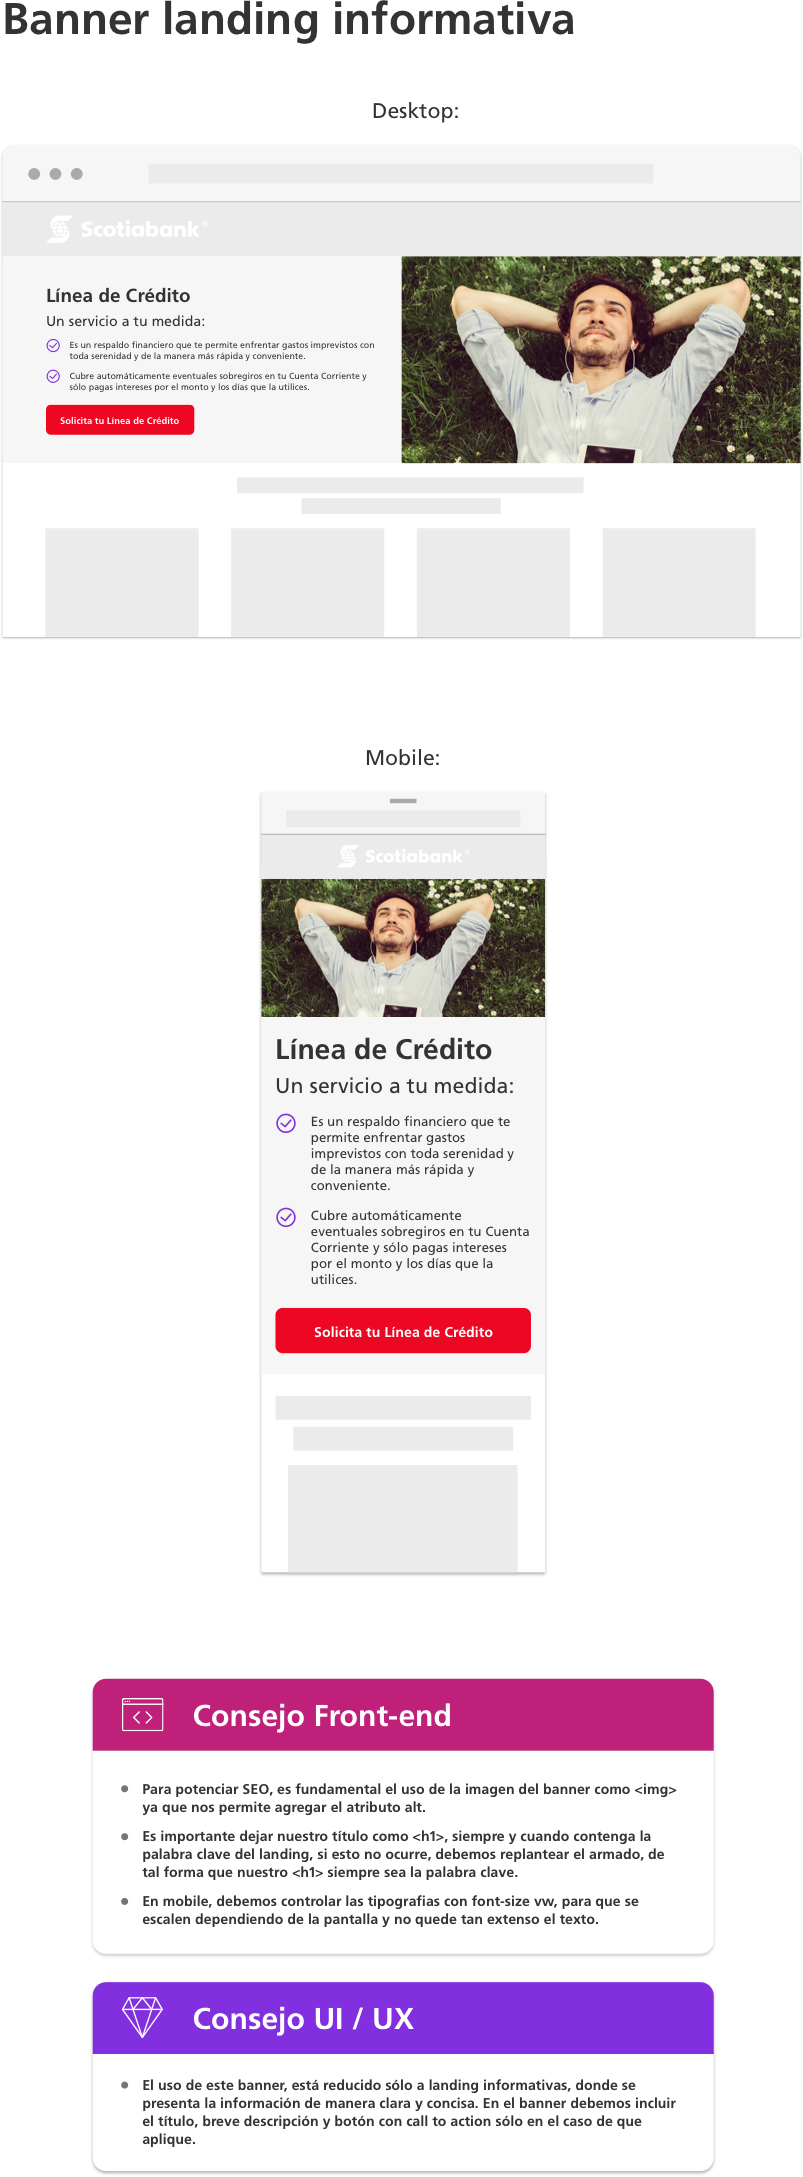 Banner landing informativa
Desktop:
Scotiabank®
Línea de Crédito
Un servicio a tu medida:
Es un respaldo financiero que te permite enfrentar gastos imprevistos con
toda serenidad y de la manera más rápida y conveniente.
Cubre automáticamente eventuales sobregiros en tu Cuenta Corriente y
sólo pagas intereses por el monto y los días que la utilices.
Solicita tu Línea de Crédito
Mobile:
Scotiabank®
Línea de Crédito
Un servicio a tu medida:
Es un respaldo financiero que te
permite enfrentar gastos
imprevistos con toda serenidad y
de la manera más rápida y
conveniente.
Cubre automáticamente
eventuales sobregiros en tu Cuenta
Corriente y sólo pagas intereses
por el monto y los días que la
utilices.
Solicita tu Línea de Crédito
Consejo Front-end
Para potenciar SEO, es fundamental el uso de la imagen del banner como <img>
ya que nos permite agregar el atributo alt.
Es importante dejar nuestro título como <h1>, siempre y cuando contenga la
palabra clave del landing, si esto no ocurre, debemos replantear el armado, de
tal forma que nuestro <h1> siempre sea la palabra clave.
En mobile, debemos controlar las tipografias con font-size vw, para que se
escalen dependiendo de la pantalla y no quede tan extenso el texto.
Consejo UI / UX
El uso de este banner, está reducido sólo a landing informativas, donde se
presenta la información de manera clara y concisa. En el banner debemos incluir
el título, breve descripción y botón con call to action sólo en el caso de que
aplique.